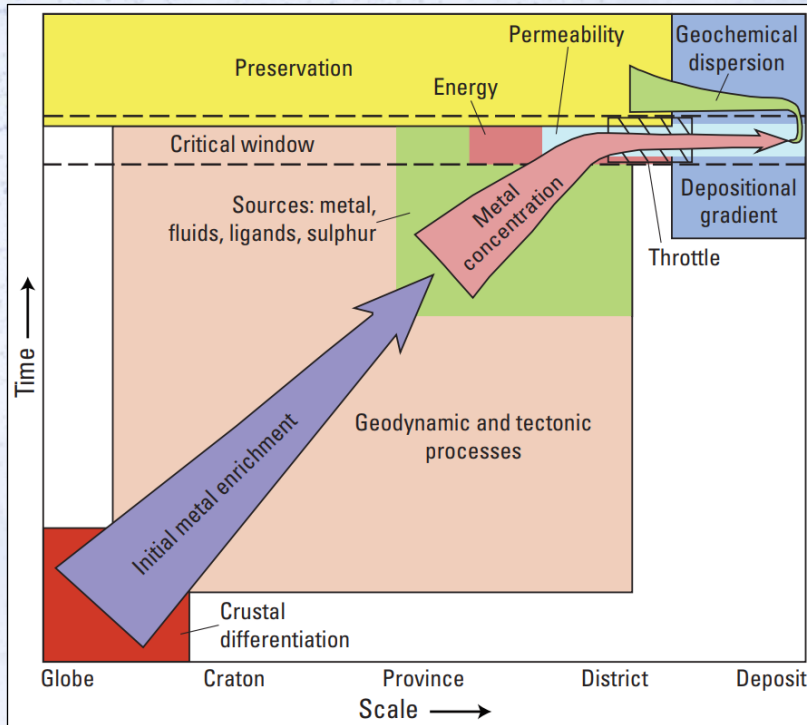 Preservation
Permeability
Geochemical
dispersion
Energy
Critical window
Sources: metal,
fluids, ligands, sulphur
Metal
concentration
Depositional
gradient
Throttle
Time
Initial metal enrichment
Geodynamic and tectonic
processes
Crustal
differentiation
Globe
Craton
Province
District
Deposit
Scale